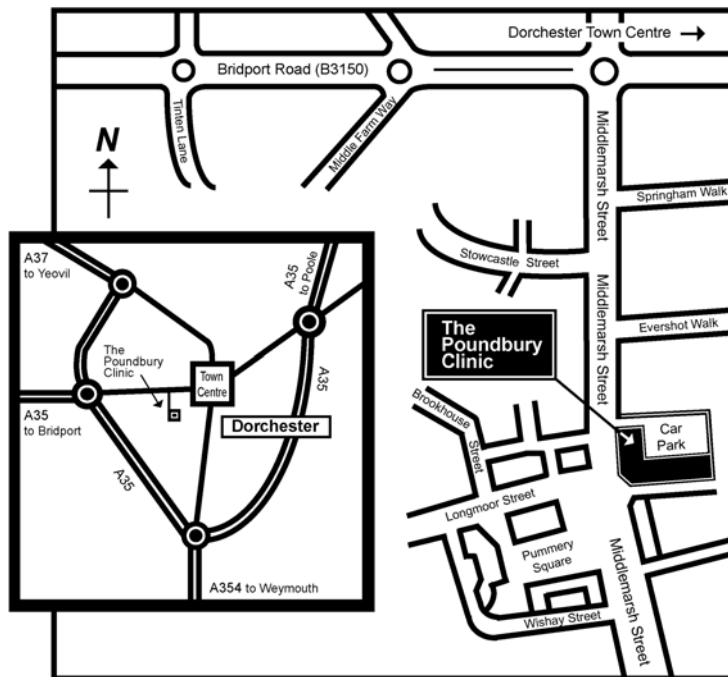 Dorchester Town Centre
Bridport Road (B3150)
Tinten Lane
Middle Farm Way
N
Middlemarsh Street
Springham Walk
Stowcastle Street
Middlemarsh Street
Evershot Walk
The
Poundbury
Clinic
Brookhouse
Street
Car
Park
Longmoor Street
Pummery
Square
Middlemarsh Street
Wishay Street
A37
to Yeovil
A35
to Poole
The
Poundbury
Clinic
Town
Centre
A35
A35
to Bridport
Dorchester
A35
A354 to Weymouth